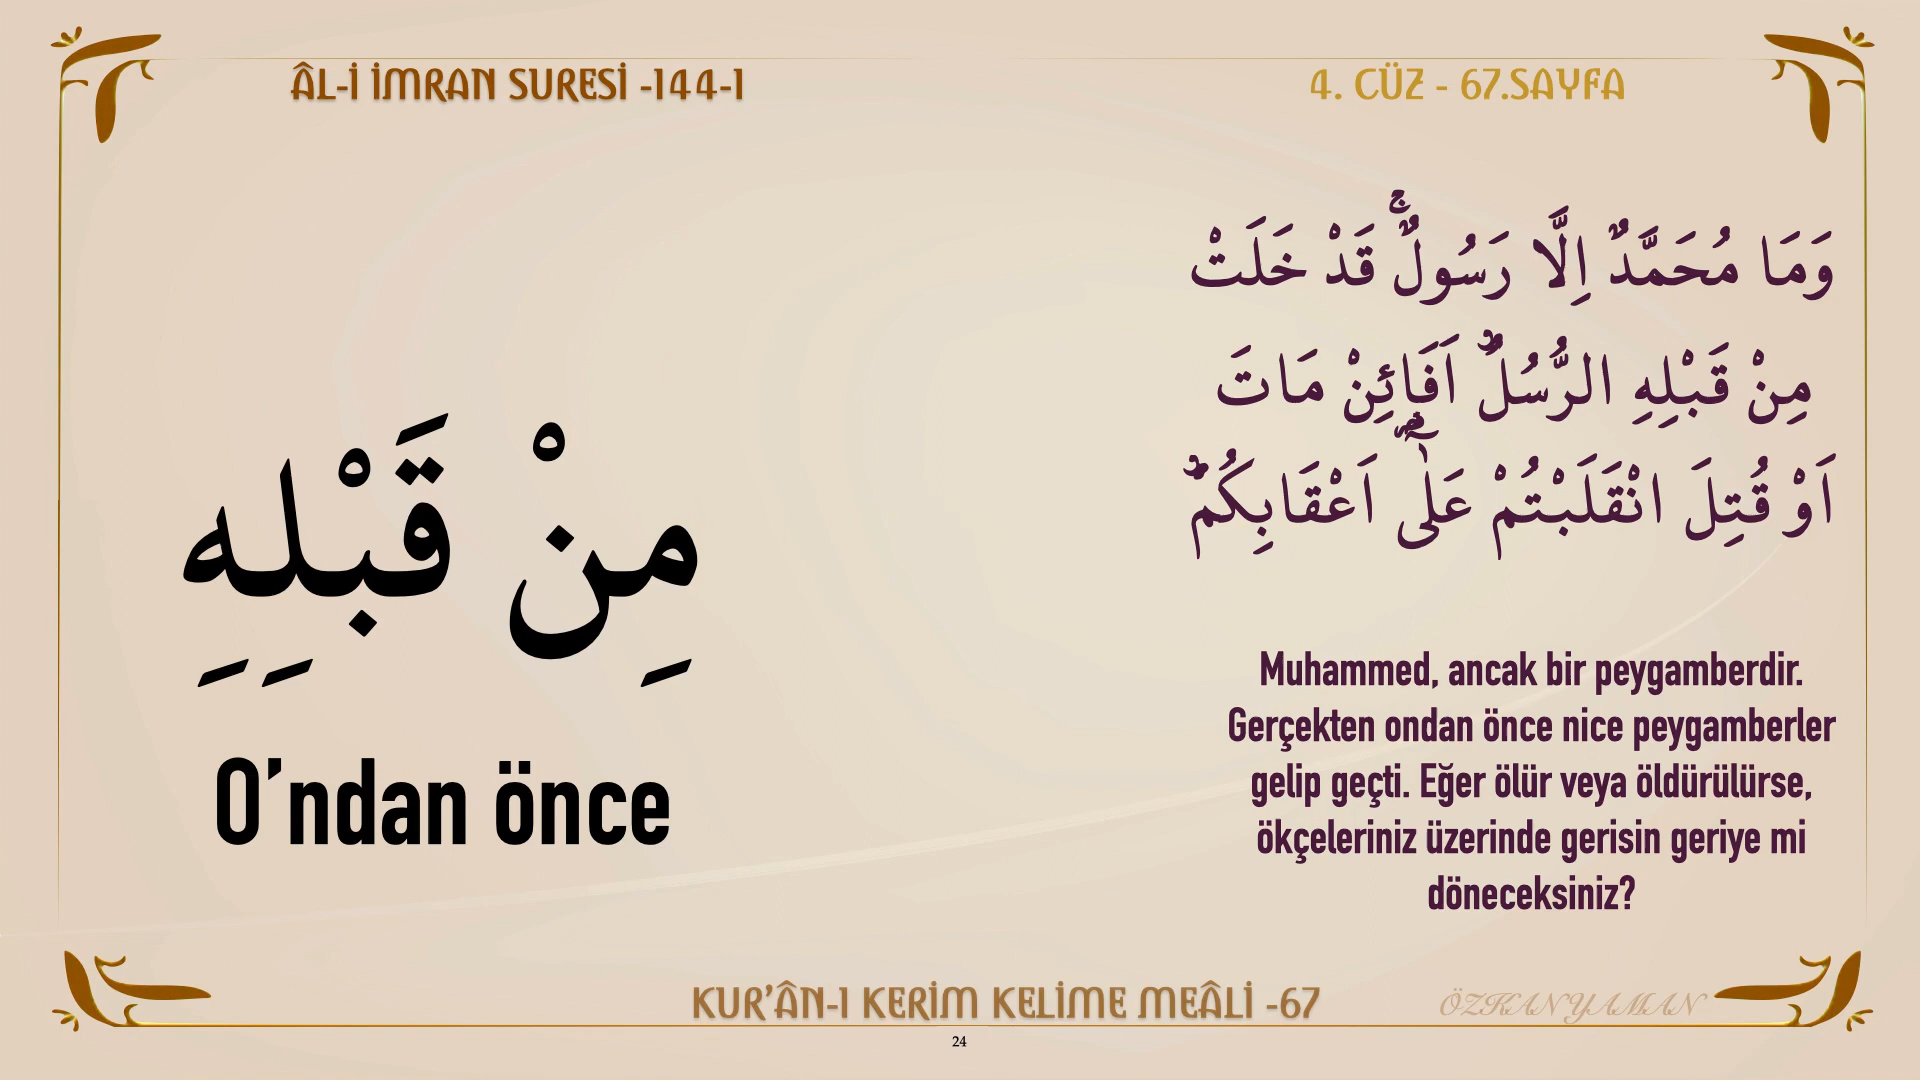 ÂL-İ İMRAN SURESİ -144-1
4. CÜZ - 67.SAYFA
وَمَا مُحَمَّدٌ اِلَّا رَسُولٌۚ قَدْ خَلَتْ
مِنْ قَبْلِهِ الرُّسُلُۜ اَفَا۬ئِنْ مَاتَ
اَوْ قُتِلَ انْقَلَبْتُمْ عَلٰٓى اَعْقَابِكُمْۜ
مِنْ قَبْلِهِ
O’ndan önce
Muhammed, ancak bir peygamberdir.
Gerçekten ondan önce nice peygamberler
gelip geçti. Eğer ölür veya öldürülürse,
ökçeleriniz üzerinde gerisin geriye mi
döneceksiniz?
KUR’ÂN-I KERİM KELİME MEÂLİ -67
ÖZKAN YAMAN
24